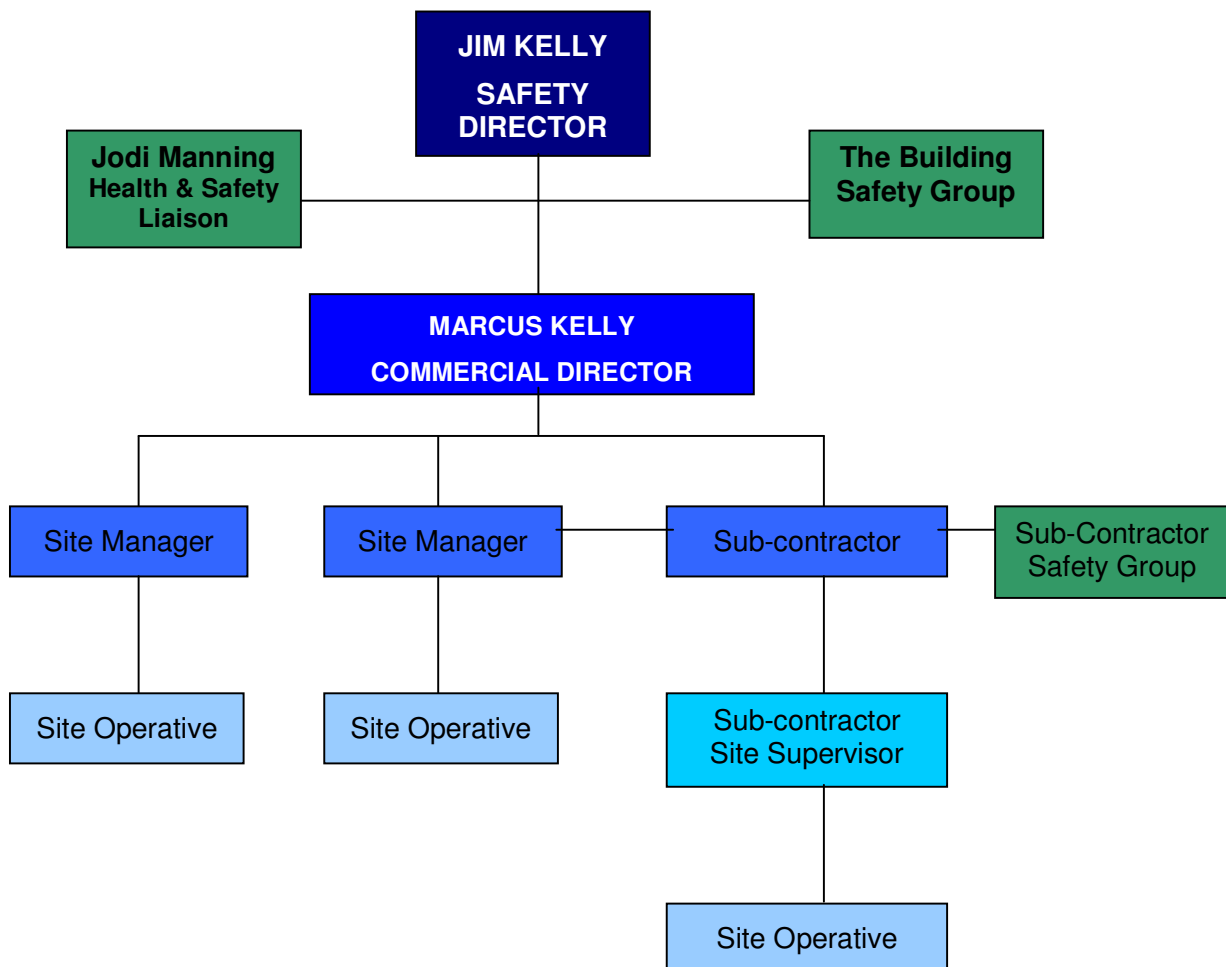 JIM KELLY
SAFETY
DIRECTOR
Jodi Manning
Health & Safety
Liaison
The Building
Safety Group
MARCUS KELLY
COMMERCIAL DIRECTOR
Site Manager
Site Manager
Sub-contractor
Sub-Contractor
Safety Group
Site Operative
Site Operative
Sub-contractor
Site Supervisor
Site Operative